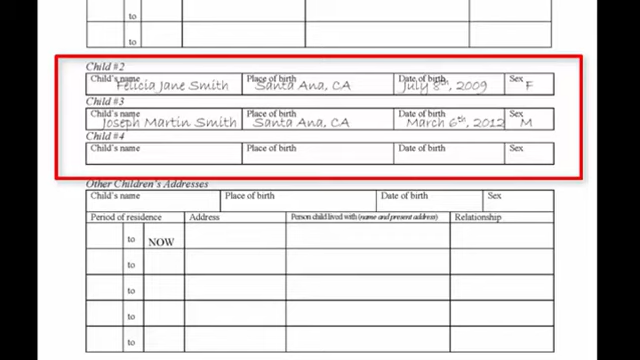 to
to
Child #2
Child's name Place of birth Date of birth Sex
Felicia Jane Smith Santa Ana, CA July 8th, 2009 F
Child #3
Child's name Place of birth Date of birth Sex
Joseph Martin Smith Santa Ana, CA March 6th, 2012 M
Child #4
Child's name Place of birth Date of birth Sex
Other Children's Addresses
Child's name Place of birth Date of birth Sex
Period of residence Address Person child lived with (name and present address) Relationship
to NOW
to
to
to
to